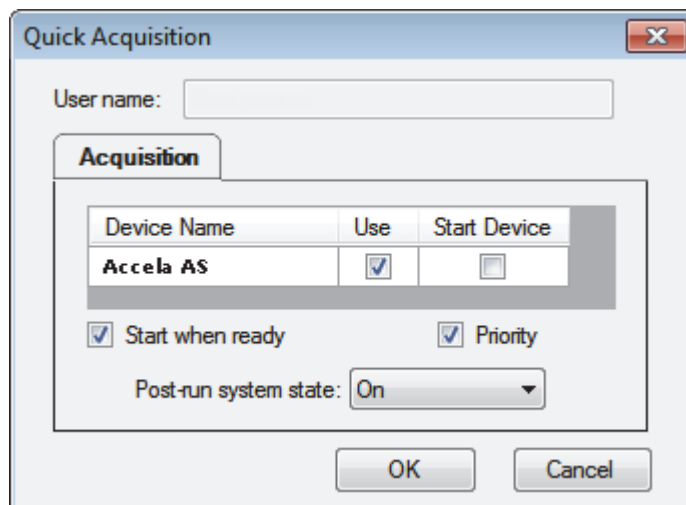 Quick Acquisition
User name:
Acquisition
Device Name Use Start Device
Accela AS
Start when ready Priority
Post-run system state: On
OK Cancel